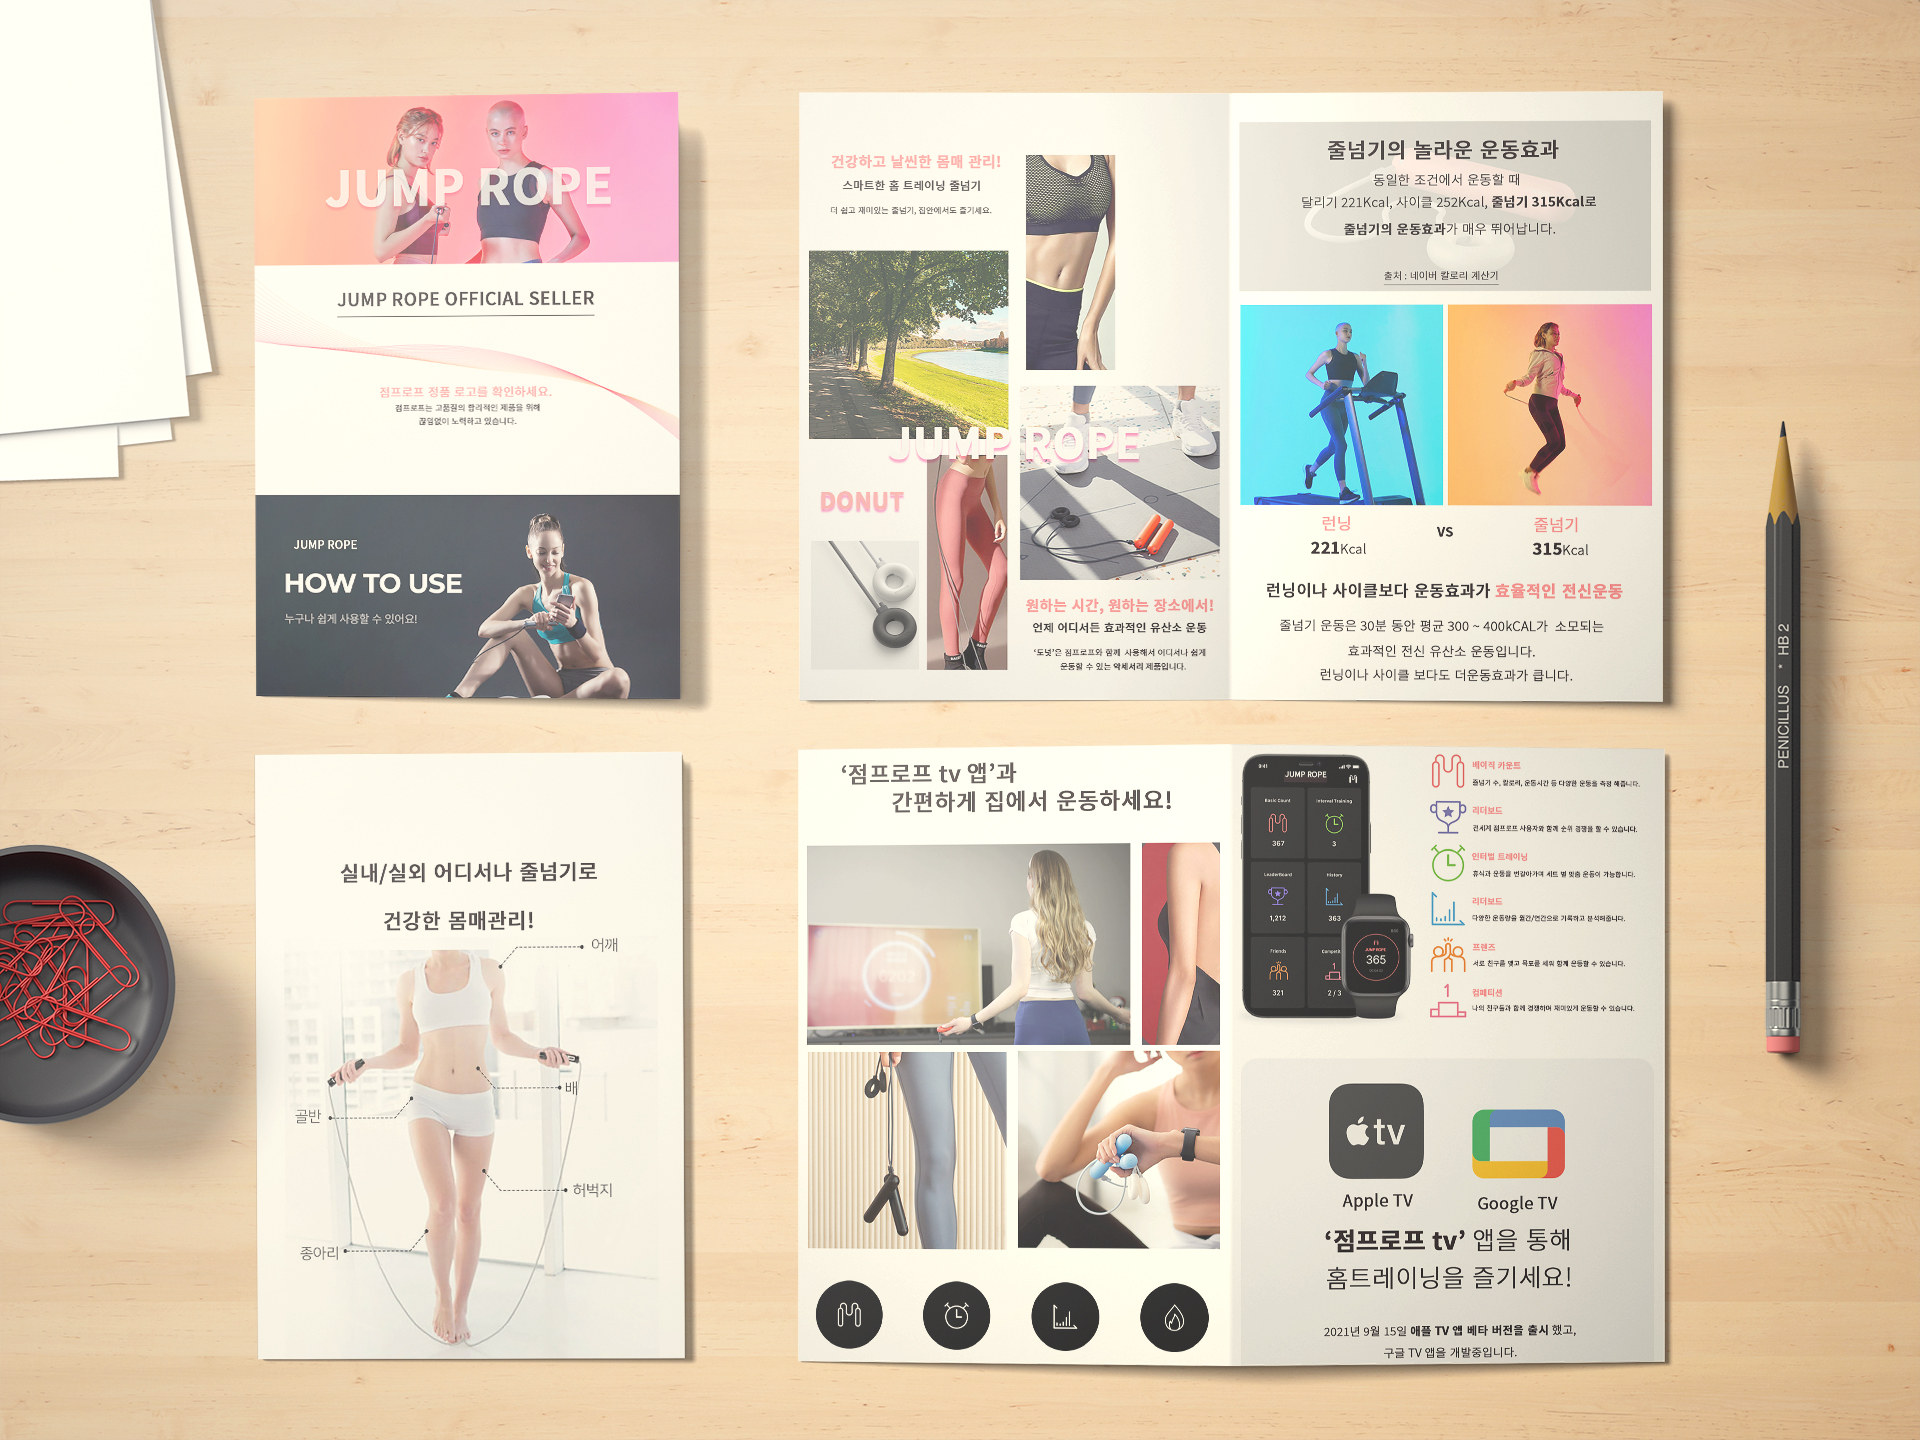 JUMP ROPE
JUMP ROPE OFFICIAL SELLER
점프로프 정품 로고를 확인하세요.
점프로프는 고품질의 합리적인 제품을 위해
끊임없이 노력하고 있습니다.
JUMP ROPE
HOW TO USE
누구나 쉽게 사용할 수 있어요!
건강하고 날씬한 몸매 관리!
스마트한 홈 트레이닝 줄넘기
더 쉽고 재미있는 줄넘기, 집안에서도 즐기세요.
JUMP ROPE
DONUT
원하는 시간, 원하는 장소에서!
언제 어디서든 효과적인 유산소 운동
'도넛'은 점프로프와 함께 사용해서 어디서나 쉽게
운동할 수 있는 악세서리 제품입니다.
줄넘기의 놀라운 운동효과
동일한 조건에서 운동할 때
달리기 221Kcal, 사이클 252Kcal, 줄넘기 315Kcal로
줄넘기의 운동효과가 매우 뛰어납니다.
출처 : 네이버 칼로리 계산기
런닝
221Kcal
VS
줄넘기
315Kcal
런닝이나 사이클보다 운동효과가 효율적인 전신운동
줄넘기 운동은 30분 동안 평균 300 ~ 400kCAL가 소모되는
효과적인 전신 유산소 운동입니다.
런닝이나 사이클 보다도 더운동효과가 큽니다.
PENICILLUS • HB 2
실내/실외 어디서나 줄넘기로
건강한 몸매관리!
어깨
배
골반
허벅지
종아리
'점프로프 tv 앱'과
간편하게 집에서 운동하세요!
9:41
JUMP ROPE
Basic Count
367
Interval Training
3
LeaderBoard
1,212
History
363
Friends
321
Competit
2 / 3
JUMP ROPE
365
베이직 카운트
줄넘기 수, 칼로리, 운동시간 등 다양한 운동을 측정 해줍니다.
리더보드
전세계 점프로프 사용자와 함께 순위 경쟁을 할 수 있습니다.
인터벌 트레이닝
휴식과 운동을 번갈아가며 세트 별 맞춤 운동이 가능합니다.
리더보드
다양한 운동량을 월간/연간으로 기록하고 분석해줍니다.
프렌즈
서로 친구를 맺고 목표를 세워 함께 운동할 수 있습니다.
1
컴페티션
나의 친구들과 함께 경쟁하며 재미있게 운동할 수 있습니다.
tv
Apple TV
Google TV
'점프로프 tv' 앱을 통해
홈트레이닝을 즐기세요!
2021년 9월 15일 애플 TV 앱 베타 버전을 출시 했고,
구글 TV 앱을 개발중입니다.